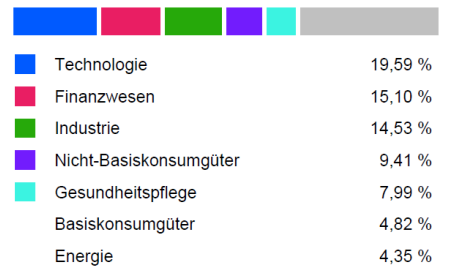 Technologie 19,59 %
Finanzwesen 15,10 %
Industrie 14,53 %
Nicht-Basiskonsumgüter 9,41 %
Gesundheitspflege 7,99 %
Basiskonsumgüter 4,82 %
Energie 4,35 %